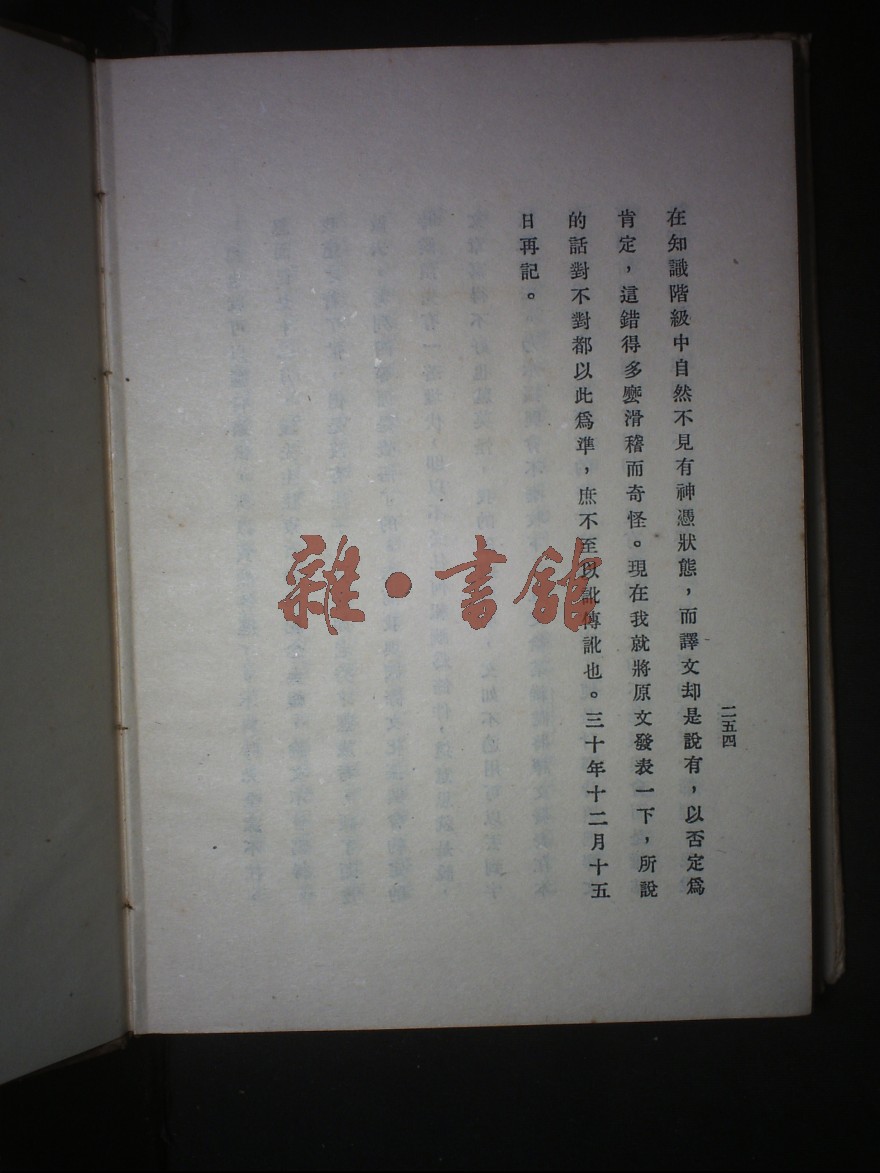 在知識階級中自然不見有神憑狀態，而譯文却是說有，以否定爲
肯定，這錯得多麼滑稽而奇怪。現在我就將原文發表一下，所說
的話對不對都以此爲準，庶不至以訛傳訛也。三十年十二月十五
日再記。
二五四
雜·書館